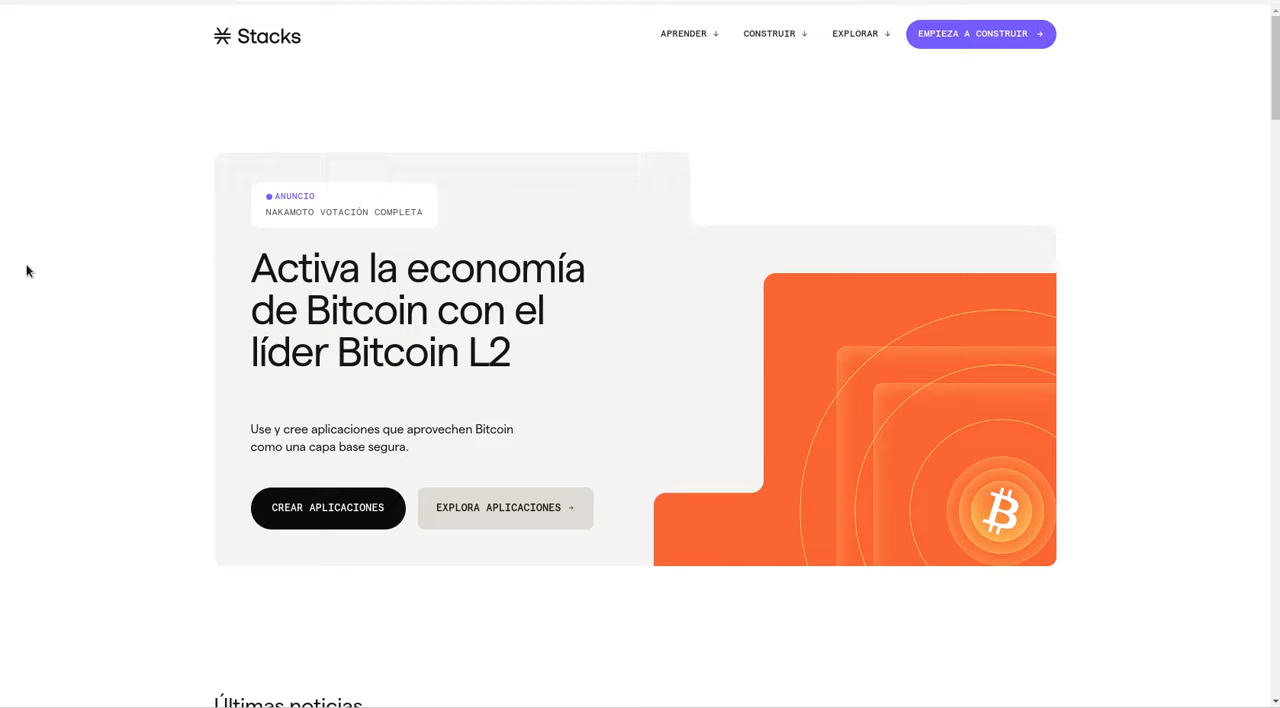 Stacks
APRENDER ↓ CONSTRUIR ↓ EXPLORAR ↓ EMPIEZA A CONSTRUIR →
ANUNCIO
NAKAMOTO VOTACIÓN COMPLETA
Activa la economía
de Bitcoin con el
líder Bitcoin L2
Use y cree aplicaciones que aprovechen Bitcoin
como una capa base segura.
CREAR APLICACIONES EXPLORA APLICACIONES →
Últimas noticias